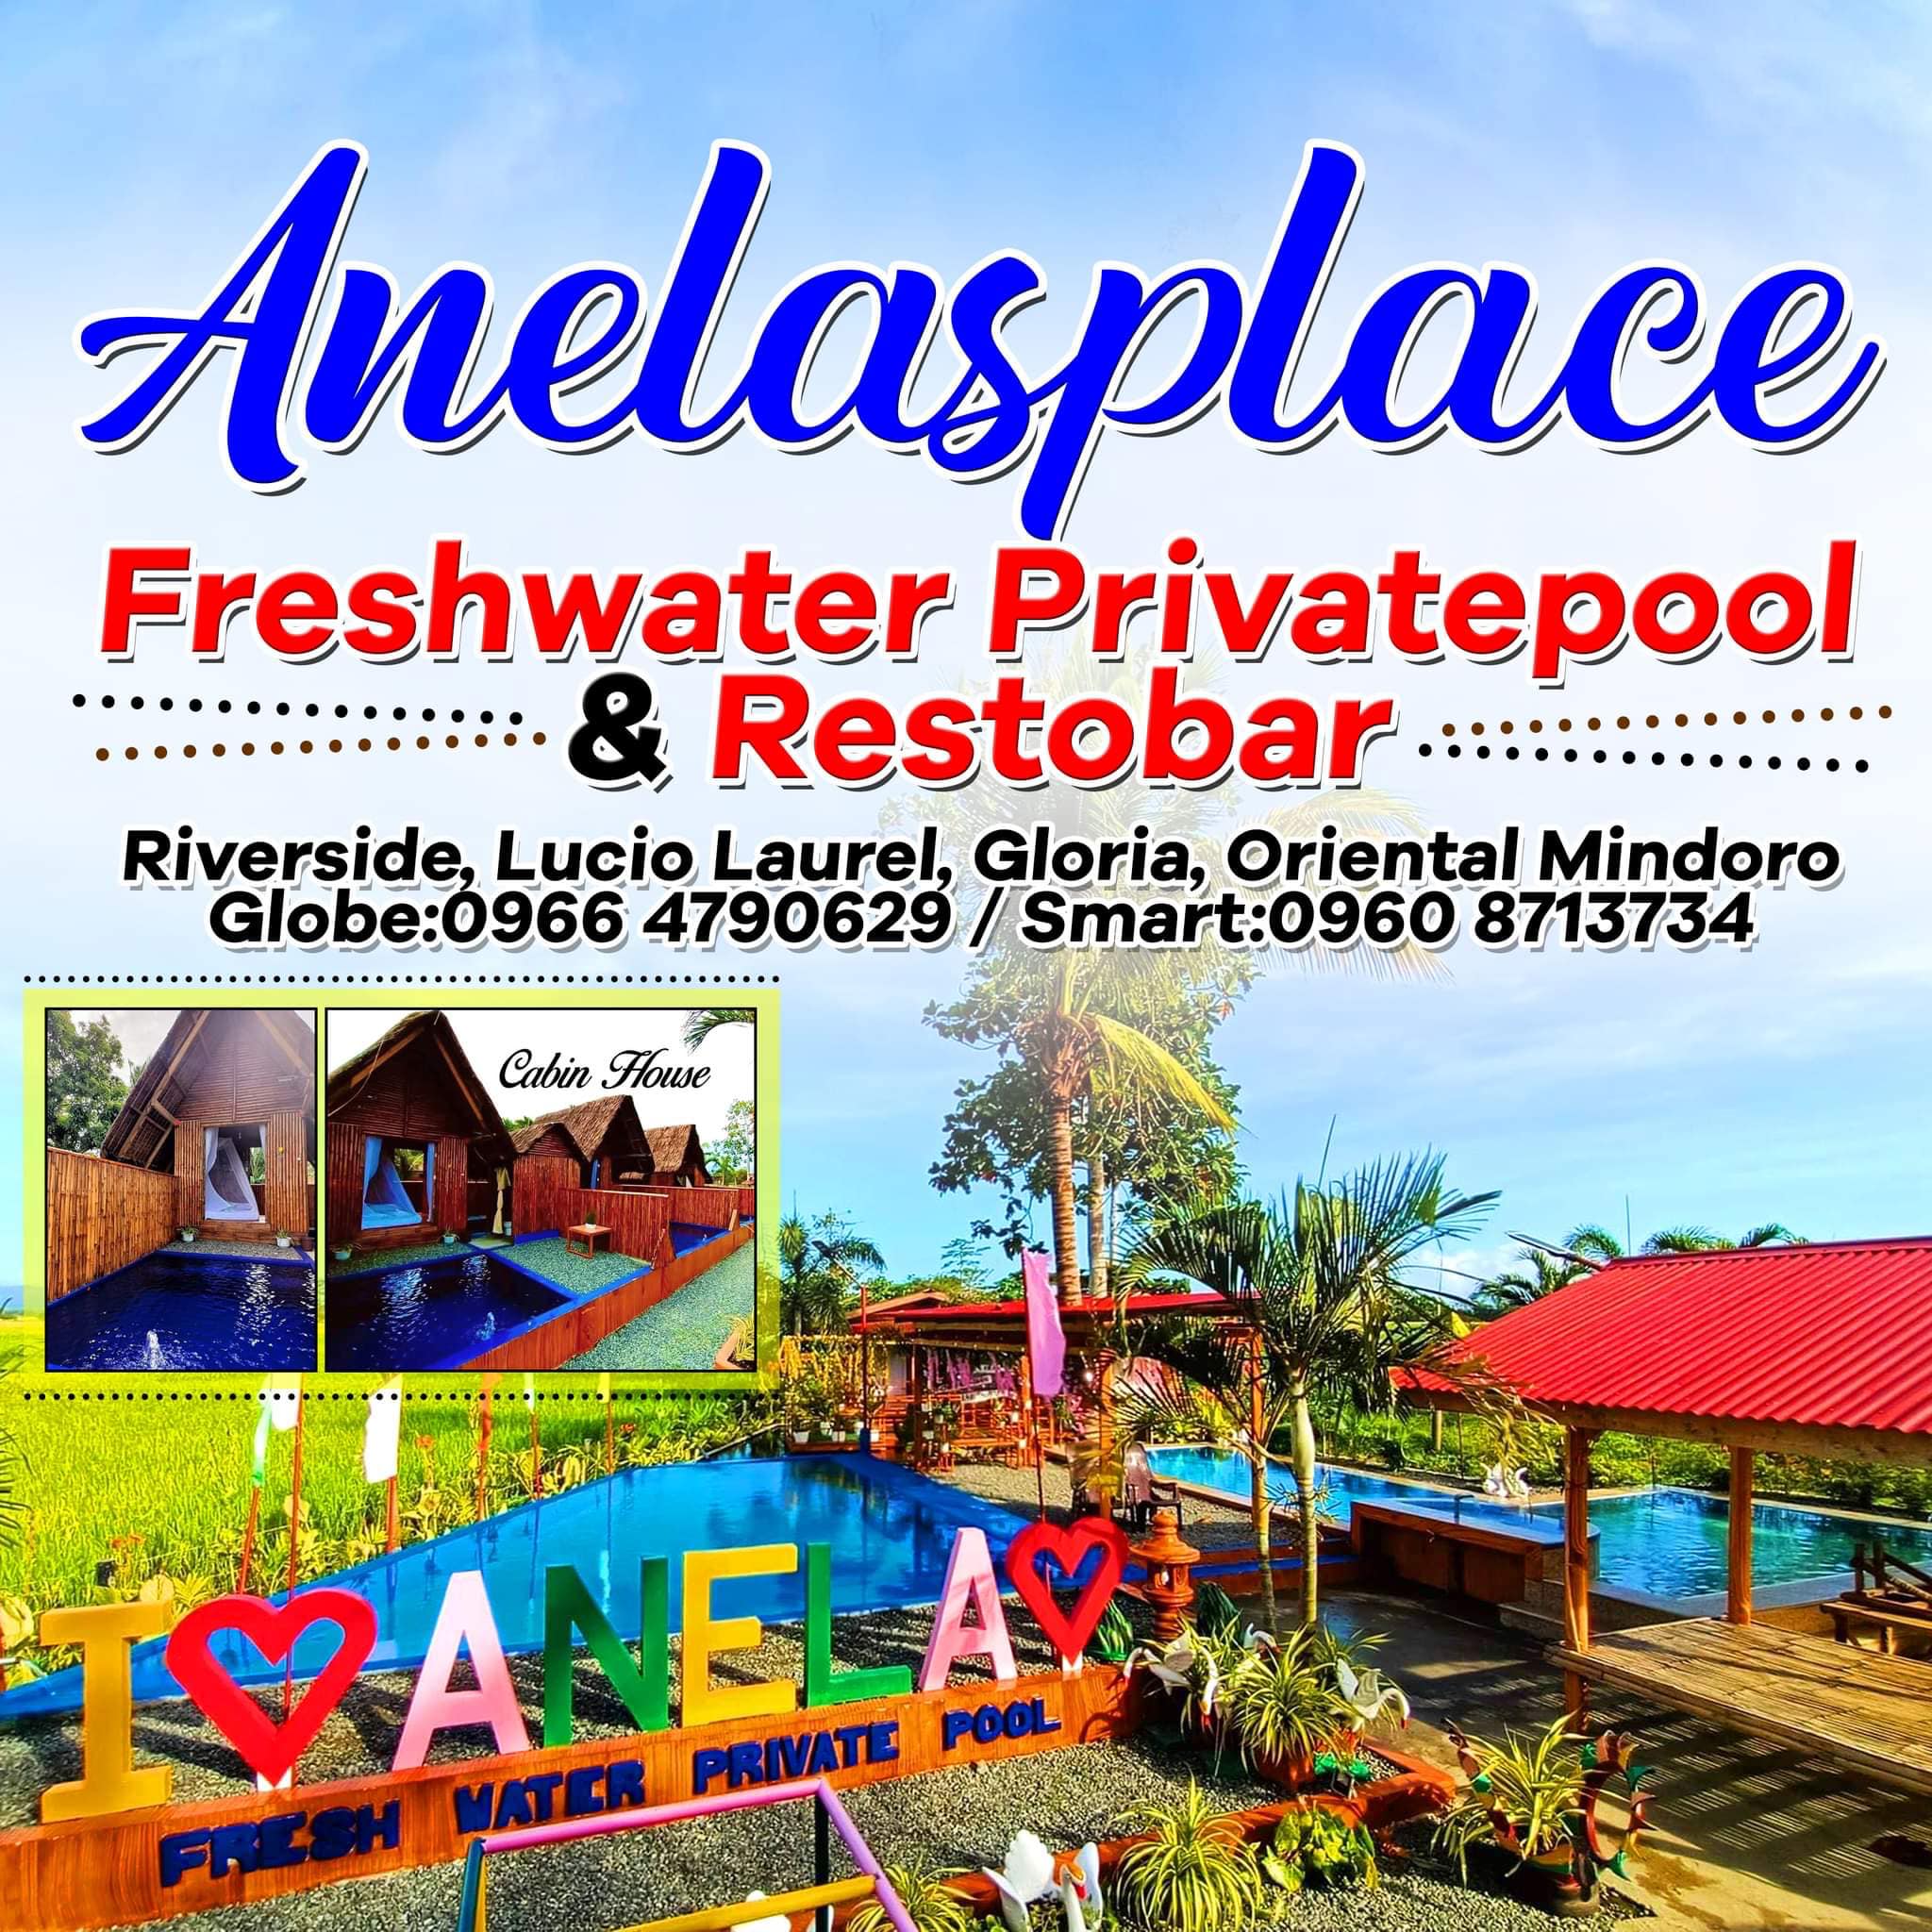 Anelasplace
Freshwater Privatepool
& Restobar
Riverside, Lucio Laurel, Gloria, Oriental Mindoro
Globe:0966 4790629 / Smart:0960 8713734
Cabin House
I ANELA
FRESH WATER PRIVATE POOL